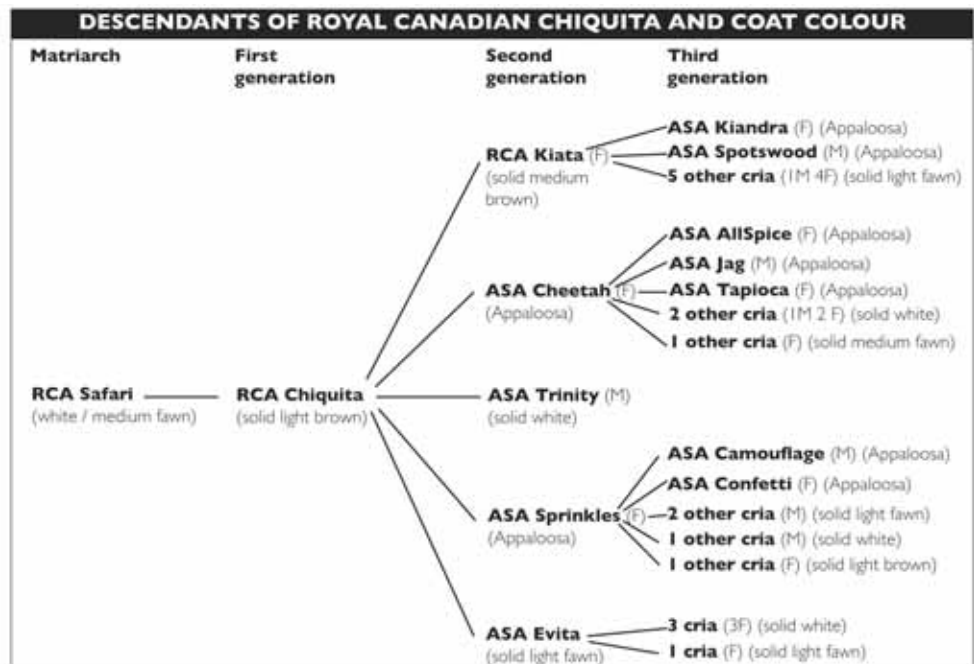 DESCENDANTS OF ROYAL CANADIAN CHIQUITA AND COAT COLOUR
Matriarch
First
generation
Second
generation
Third
generation
RCA Safari
(white / medium fawn)
RCA Chiquita
(solid light brown)
RCA Kiata (F)
(solid medium
brown)
ASA Kiandra (F) (Appaloosa)
ASA Spotswood (M) (Appaloosa)
5 other cria (1M 4F) (solid light fawn)
ASA Cheetah (F)
(Appaloosa)
ASA AllSpice (F) (Appaloosa)
ASA Jag (M) (Appaloosa)
ASA Tapioca (F) (Appaloosa)
2 other cria (1M 2 F) (solid white)
1 other cria (F) (solid medium fawn)
ASA Trinity (M)
(solid white)
ASA Sprinkles (F)
(Appaloosa)
ASA Camouflage (M) (Appaloosa)
ASA Confetti (F) (Appaloosa)
2 other cria (M) (solid light fawn)
1 other cria (M) (solid white)
1 other cria (F) (solid light brown)
ASA Evita
(solid light fawn)
3 cria (3F) (solid white)
1 cria (F) (solid light fawn)